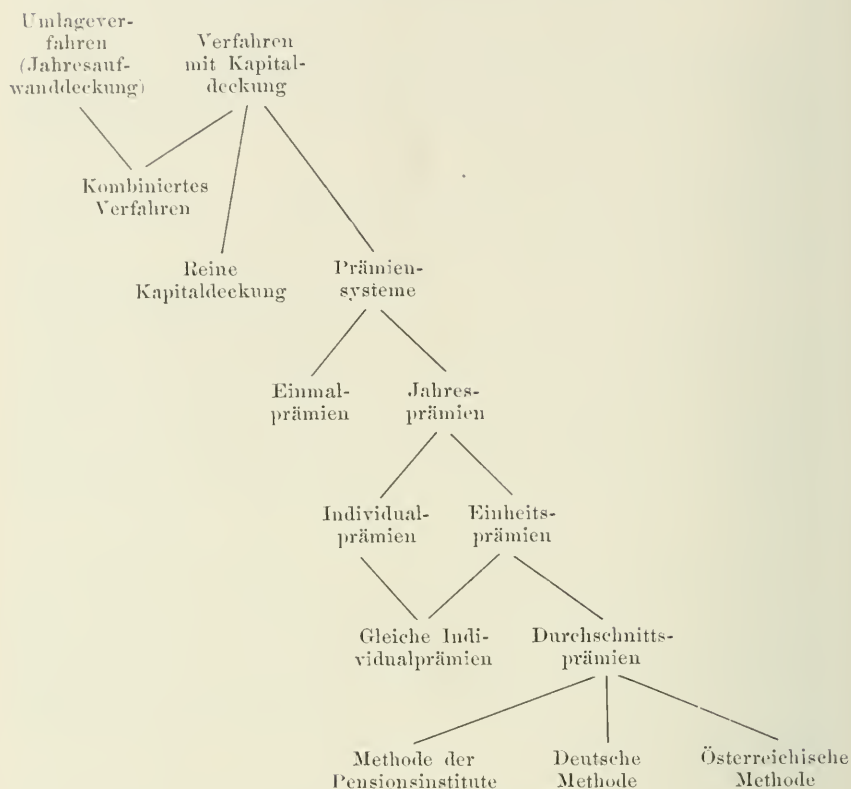 Umlagever-
fahren
(Jahresauf-
wanddeckung)
Verfahren
mit Kapital-
deckung
Kombiniertes
Verfahren
Reine
Kapitaldeckung
Prämien-
systeme
Einmal-
prämien
Jahres-
prämien
Individual-
prämien
Einheits-
prämien
Gleiche Indi-
vidualprämien
Durchschnitts-
prämien
Methode der
Pensionsinstitute
Deutsche
Methode
Österreichische
Methode